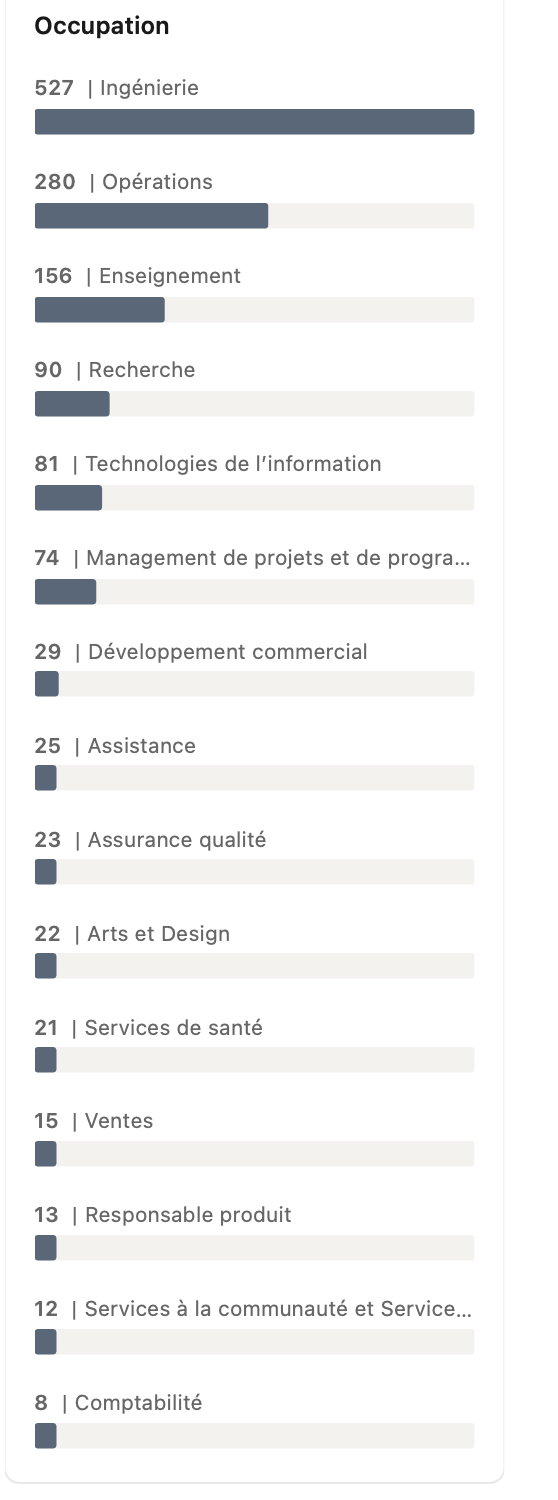 Occupation
527 | Ingénierie
280 | Opérations
156 | Enseignement
90 | Recherche
81 | Technologies de l’information
74 | Management de projets et de progra...
29 | Développement commercial
25 | Assistance
23 | Assurance qualité
22 | Arts et Design
21 | Services de santé
15 | Ventes
13 | Responsable produit
12 | Services à la communauté et Service...
8 | Comptabilité